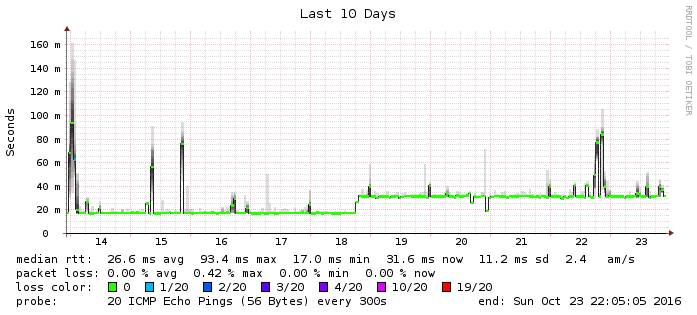 Last 10 Days
RRDTOOL / TOBI OETIKER
Seconds
160 m
140 m
120 m
100 m
80 m
60 m
40 m
20 m
0
14 15 16 17 18 19 20 21 22 23
median rtt: 26.6 ms avg 93.4 ms max 17.0 ms min 31.6 ms now 11.2 ms sd 2.4 am/s
packet loss: 0.00 % avg 0.42 % max 0.00 % min 0.00 % now
loss color: 0 1/20 2/20 3/20 4/20 10/20 19/20
probe: 20 ICMP Echo Pings (56 Bytes) every 300s end: Sun Oct 23 22:05:05 2016